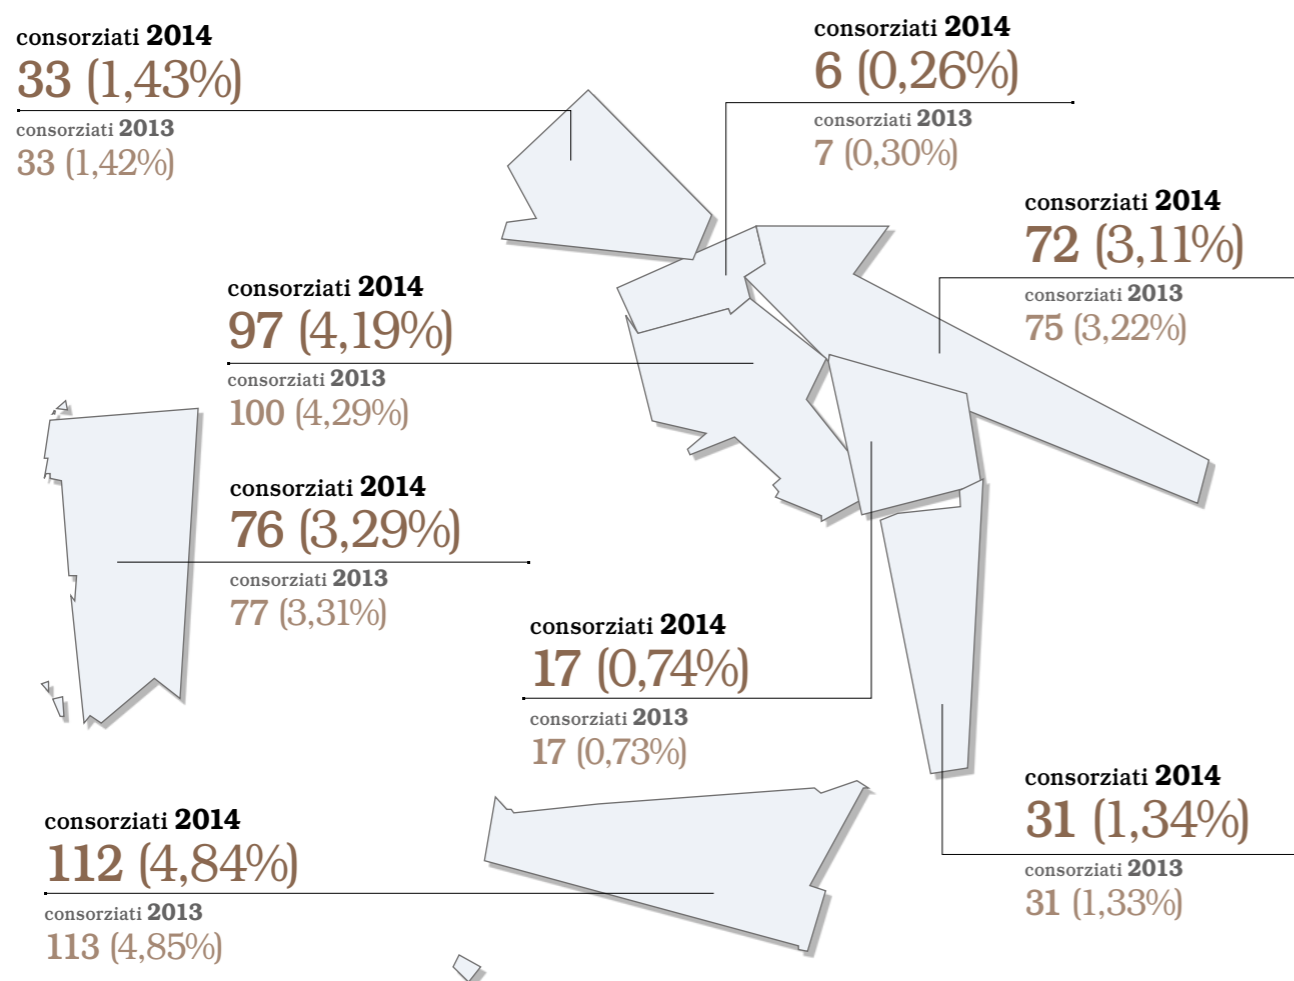 consorziati 2014
33 (1,43%)
consorziati 2013
33 (1,42%)
consorziati 2014
6 (0,26%)
consorziati 2013
7 (0,30%)
consorziati 2014
72 (3,11%)
consorziati 2013
75 (3,22%)
consorziati 2014
97 (4,19%)
consorziati 2013
100 (4,29%)
consorziati 2014
76 (3,29%)
consorziati 2013
77 (3,31%)
consorziati 2014
17 (0,74%)
consorziati 2013
17 (0,73%)
consorziati 2014
31 (1,34%)
consorziati 2013
31 (1,33%)
consorziati 2014
112 (4,84%)
consorziati 2013
113 (4,85%)